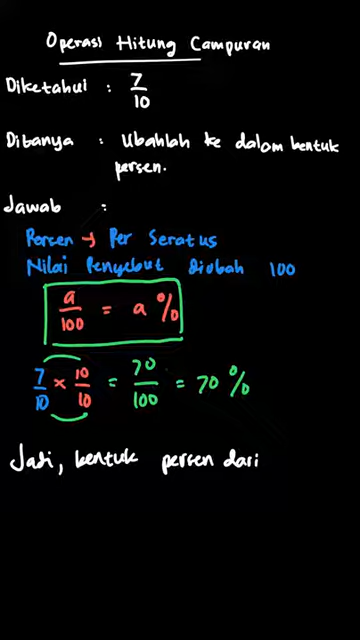 Operasi Hitung Campuran
Diketahui : 7/10
Ditanya : Ubahlah ke dalam bentuk
persen.
Jawab :
Persen → Per Seratus
Nilai Penyebut Diubah 100
a/100 = a %
7/10 × 10/10 = 70/100 = 70 %
Jadi, bentuk persen dari